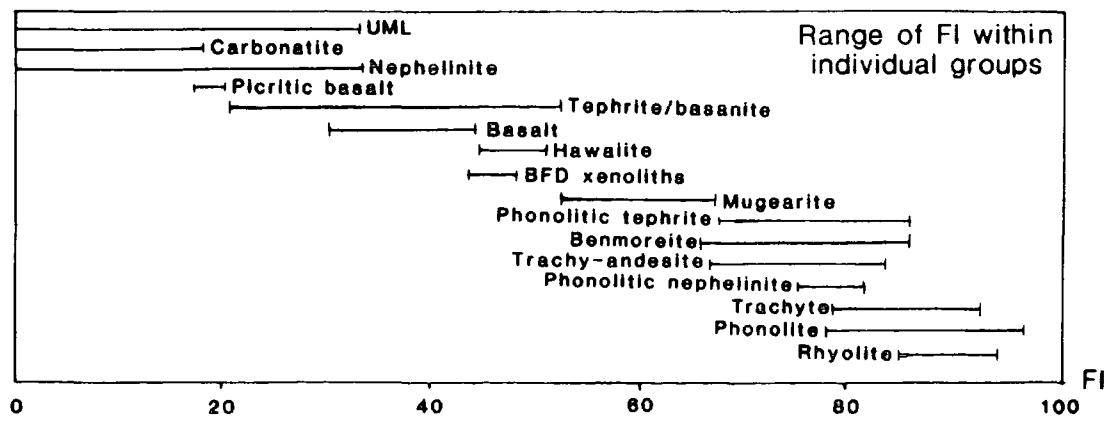 UML
Range of FI within
individual groups
Carbonatite
Nephelinite
Picritic basalt
Tephrite/basanite
Basalt
Hawaiite
BFD xenoliths
Mugearite
Phonolitic tephrite
Benmoreite
Trachy-andesite
Phonolitic nephelinite
Trachyte
Phonolite
Rhyolite
FI
0 20 40 60 80 100